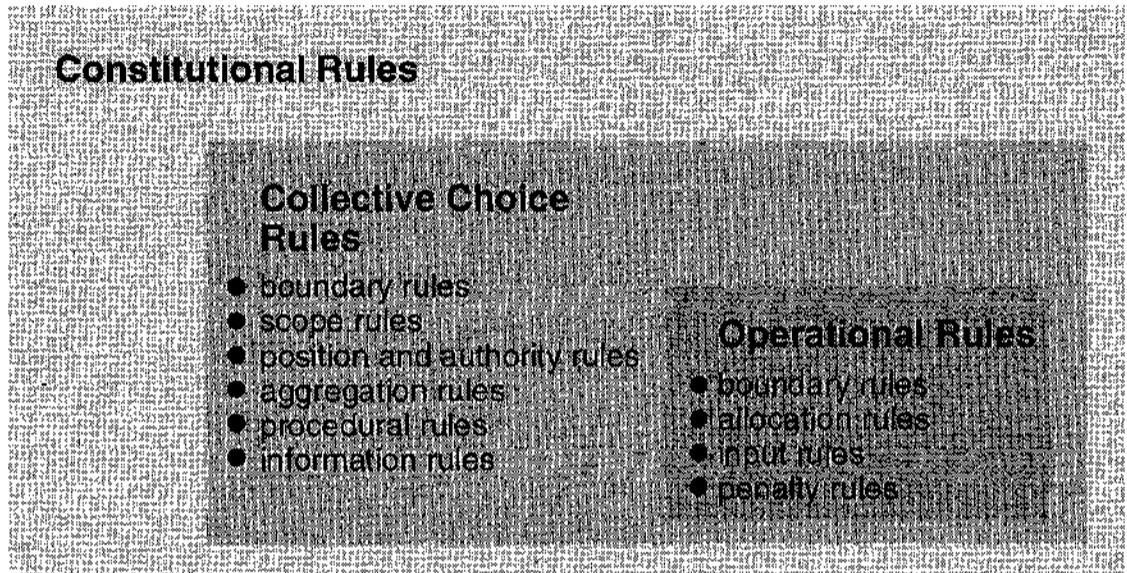 Constitutional Rules
Collective Choice
Rules
● boundary rules
● scope rules
● position and authority rules
● aggregation rules
● procedural rules
● information rules
Operational Rules
● boundary rules
● allocation rules
● input rules
● penalty rules